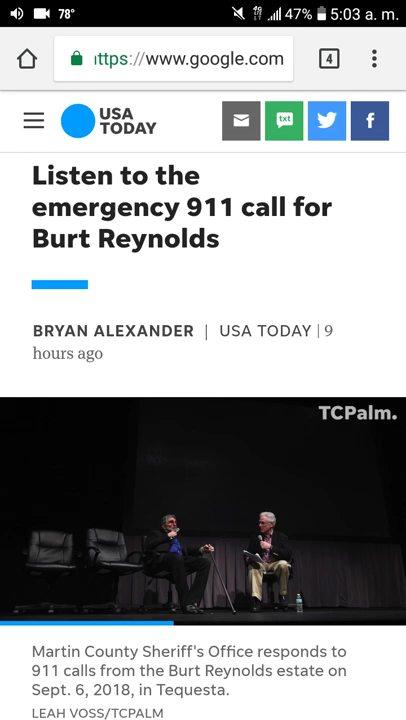 78°
47% 5:03 a. m.
ttps://www.google.com
4
USA
TODAY
txt
f
Listen to the
emergency 911 call for
Burt Reynolds
BRYAN ALEXANDER | USA TODAY | 9
hours ago
TCPalm.
Martin County Sheriff's Office responds to
911 calls from the Burt Reynolds estate on
Sept. 6, 2018, in Tequesta.
LEAH VOSS/TCPALM